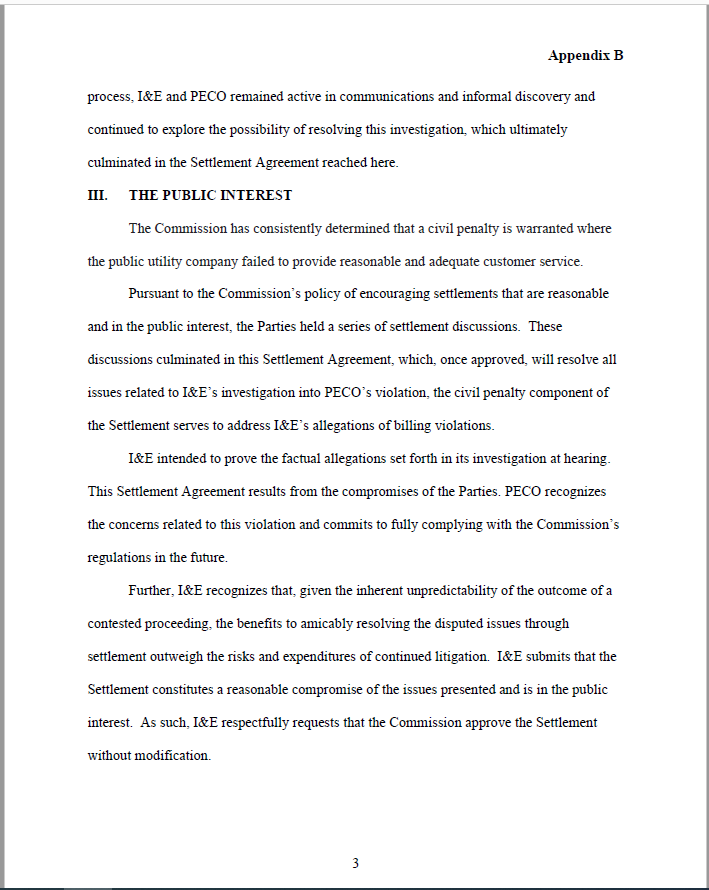 Appendix B
process, I&E and PECO remained active in communications and informal discovery and
continued to explore the possibility of resolving this investigation, which ultimately
culminated in the Settlement Agreement reached here.
III. THE PUBLIC INTEREST
The Commission has consistently determined that a civil penalty is warranted where
the public utility company failed to provide reasonable and adequate customer service.
Pursuant to the Commission's policy of encouraging settlements that are reasonable
and in the public interest, the Parties held a series of settlement discussions. These
discussions culminated in this Settlement Agreement, which, once approved, will resolve all
issues related to I&E's investigation into PECO's violation, the civil penalty component of
the Settlement serves to address I&E's allegations of billing violations.
I&E intended to prove the factual allegations set forth in its investigation at hearing.
This Settlement Agreement results from the compromises of the Parties. PECO recognizes
the concerns related to this violation and commits to fully complying with the Commission's
regulations in the future.
Further, I&E recognizes that, given the inherent unpredictability of the outcome of a
contested proceeding, the benefits to amicably resolving the disputed issues through
settlement outweigh the risks and expenditures of continued litigation. I&E submits that the
Settlement constitutes a reasonable compromise of the issues presented and is in the public
interest. As such, I&E respectfully requests that the Commission approve the Settlement
without modification.
3